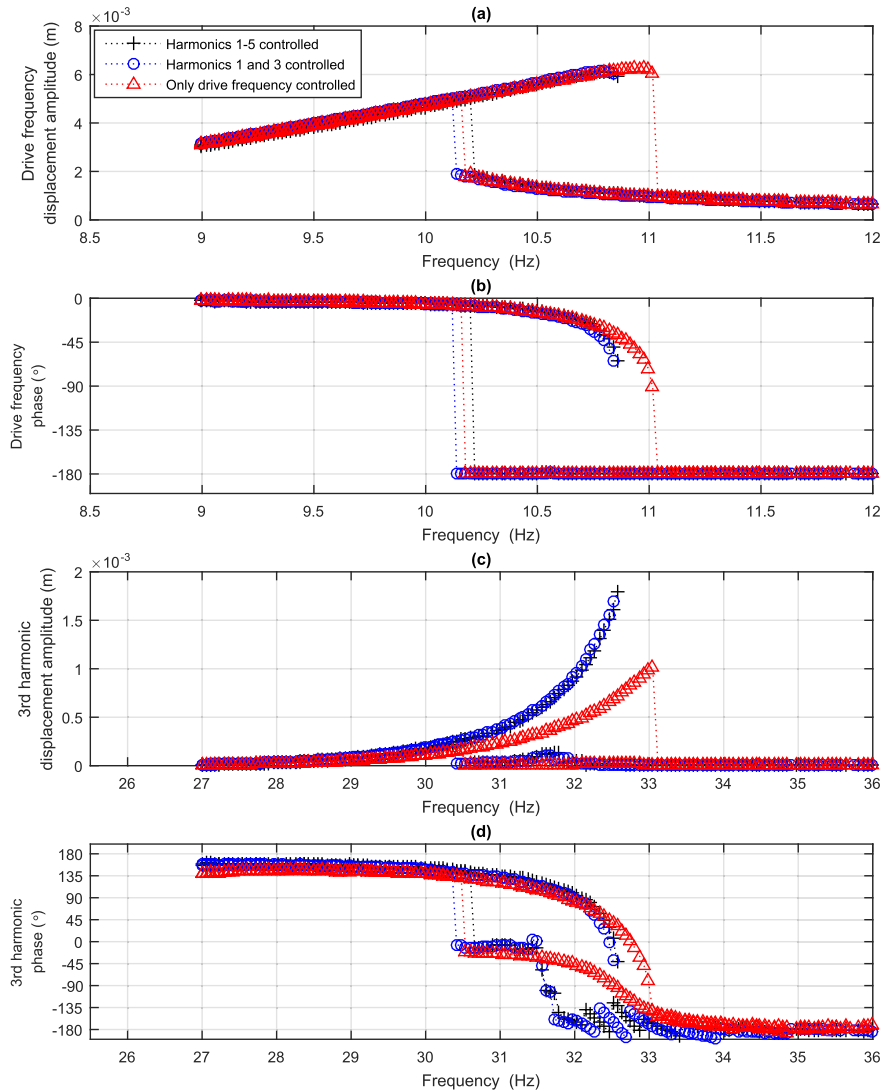 (a)
×10⁻³
8
6
4
2
0
Drive frequency
displacement amplitude (m)
Harmonics 1-5 controlled
Harmonics 1 and 3 controlled
Only drive frequency controlled
8.5 9 9.5 10 10.5 11 11.5 12
Frequency (Hz)
(b)
0
-45
-90
-135
-180
Drive frequency
phase (°)
8.5 9 9.5 10 10.5 11 11.5 12
Frequency (Hz)
(c)
×10⁻³
2
1.5
1
0.5
0
3rd harmonic
displacement amplitude (m)
26 27 28 29 30 31 32 33 34 35 36
Frequency (Hz)
(d)
180
135
90
45
0
-45
-90
-135
-180
3rd harmonic
phase (°)
26 27 28 29 30 31 32 33 34 35 36
Frequency (Hz)